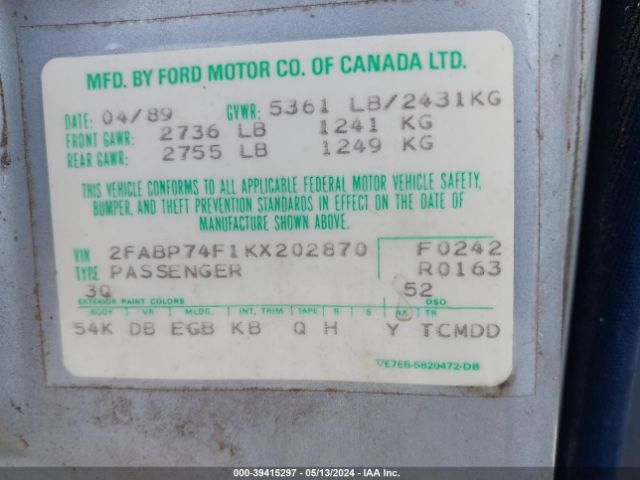 MFD. BY FORD MOTOR CO. OF CANADA LTD.
DATE: 04/89 GVWR: 5361 LB/2431KG
FRONT GAWR: 2736 LB 1241 KG
REAR GAWR: 2755 LB 1249 KG
THIS VEHICLE CONFORMS TO ALL APPLICABLE FEDERAL MOTOR VEHICLE SAFETY,
BUMPER, AND THEFT PREVENTION STANDARDS IN EFFECT ON THE DATE OF
MANUFACTURE SHOWN ABOVE.
VIN 2FABP74F1KX202870 F0242
TYPE PASSENGER R0163
3Q 52
EXTERIOR PAINT COLORS DSO
BODY VR MLDG. INT. TRIM TAPE R S AX TR
54K DB EGB KB Q H Y TCMDD
VE7EB-5820472-DB
000-39415297 - 05/13/2024 - IAA Inc.